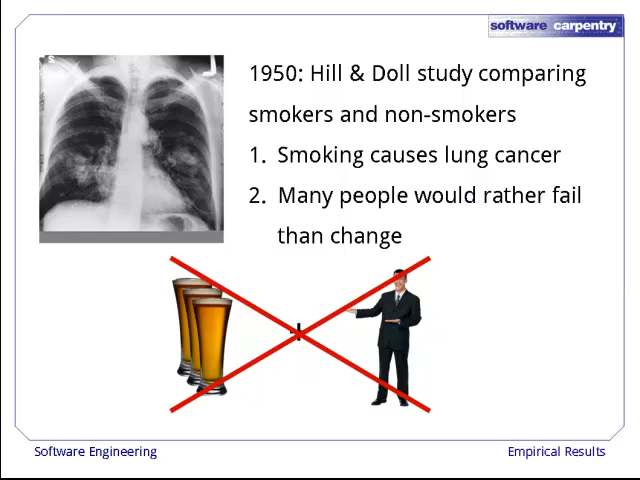 software carpentry
1950: Hill & Doll study comparing
smokers and non-smokers
1. Smoking causes lung cancer
2. Many people would rather fail
than change
+
Software Engineering
Empirical Results